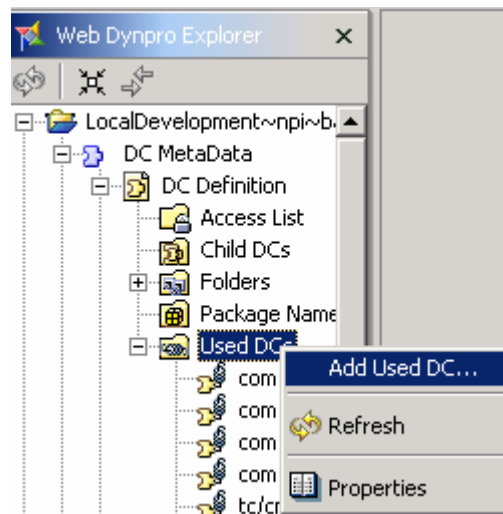 Web Dynpro Explorer
LocalDevelopment~npi~b
DC MetaData
DC Definition
Access List
Child DCs
Folders
Package Name
Used DCs
Add Used DC...
com
com
Refresh
com
com
Properties
tc/cr